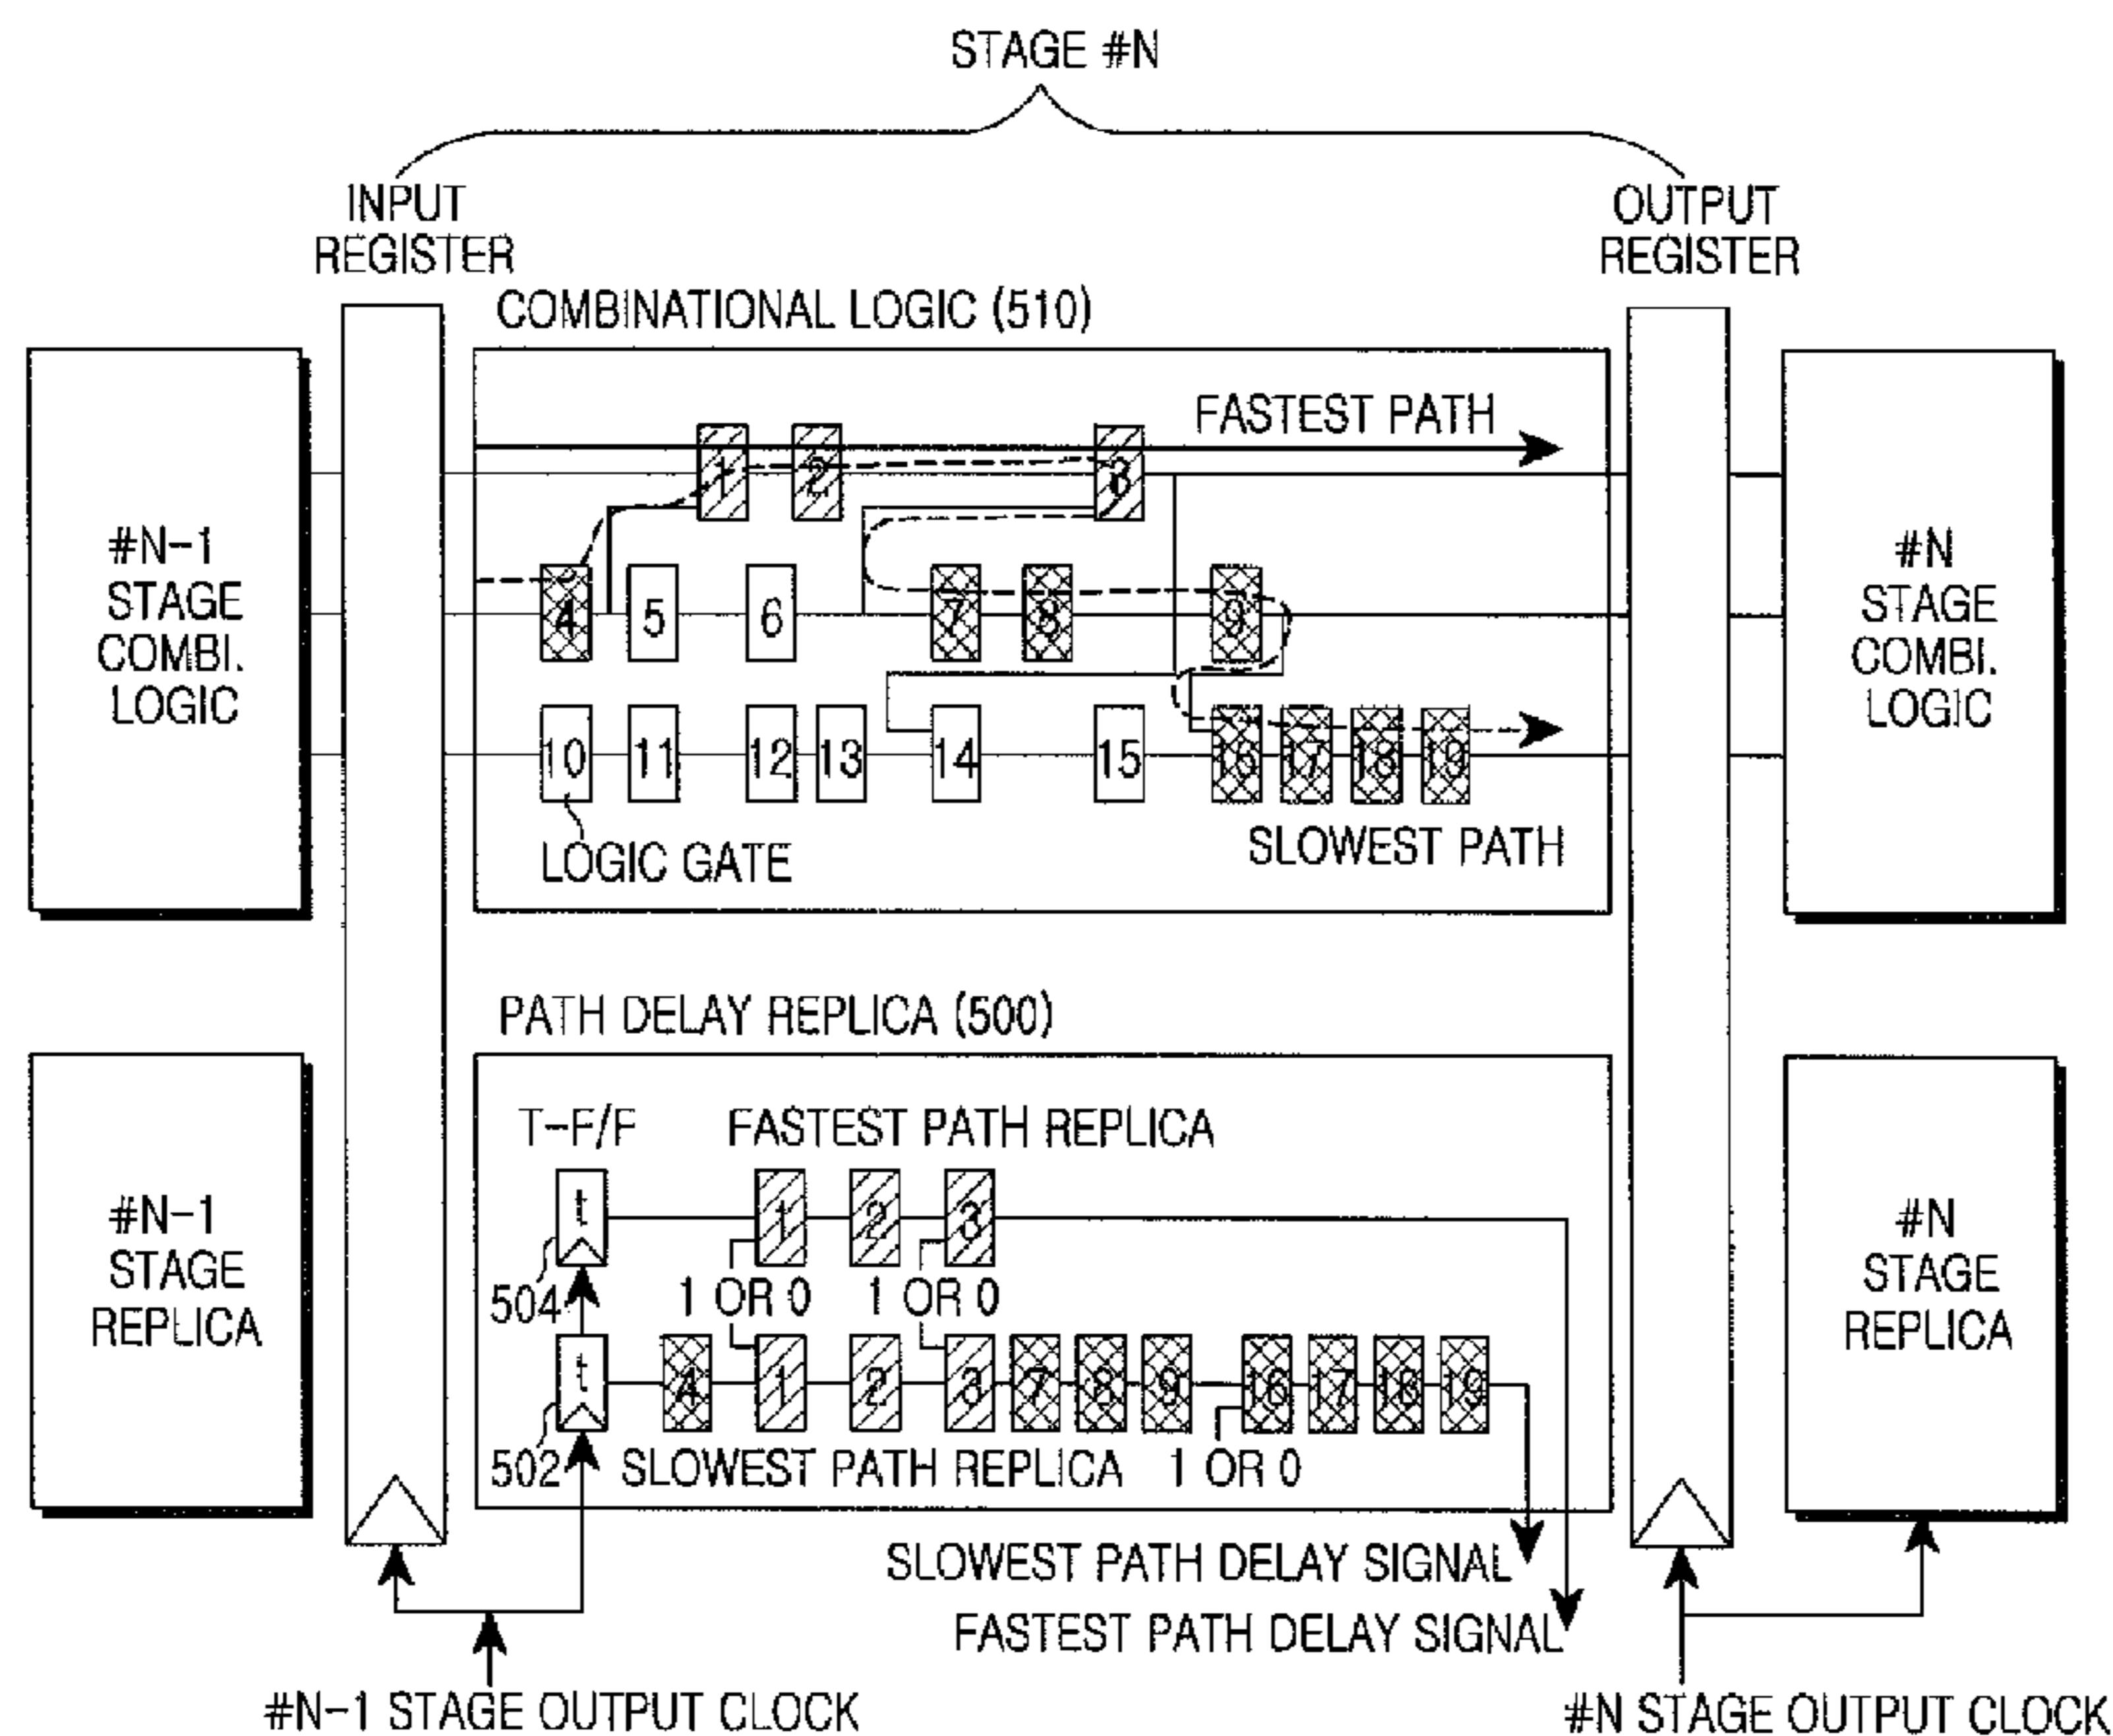 STAGE #N
INPUT
REGISTER
OUTPUT
REGISTER
COMBINATIONAL LOGIC (510)
FASTEST PATH
1 2 3
#N-1
STAGE
COMBI.
LOGIC
4 5 6 7 8 9
#N
STAGE
COMBI.
LOGIC
10 11 12 13 14 15 16 17 18 19
LOGIC GATE
SLOWEST PATH
PATH DELAY REPLICA (500)
T-F/F
FASTEST PATH REPLICA
t 1 2 3
504
1 OR 0
1 OR 0
#N-1
STAGE
REPLICA
#N
STAGE
REPLICA
t 4 1 2 3 7 8 9 16 17 18 19
502
SLOWEST PATH REPLICA
1 OR 0
SLOWEST PATH DELAY SIGNAL
FASTEST PATH DELAY SIGNAL
#N-1 STAGE OUTPUT CLOCK
#N STAGE OUTPUT CLOCK